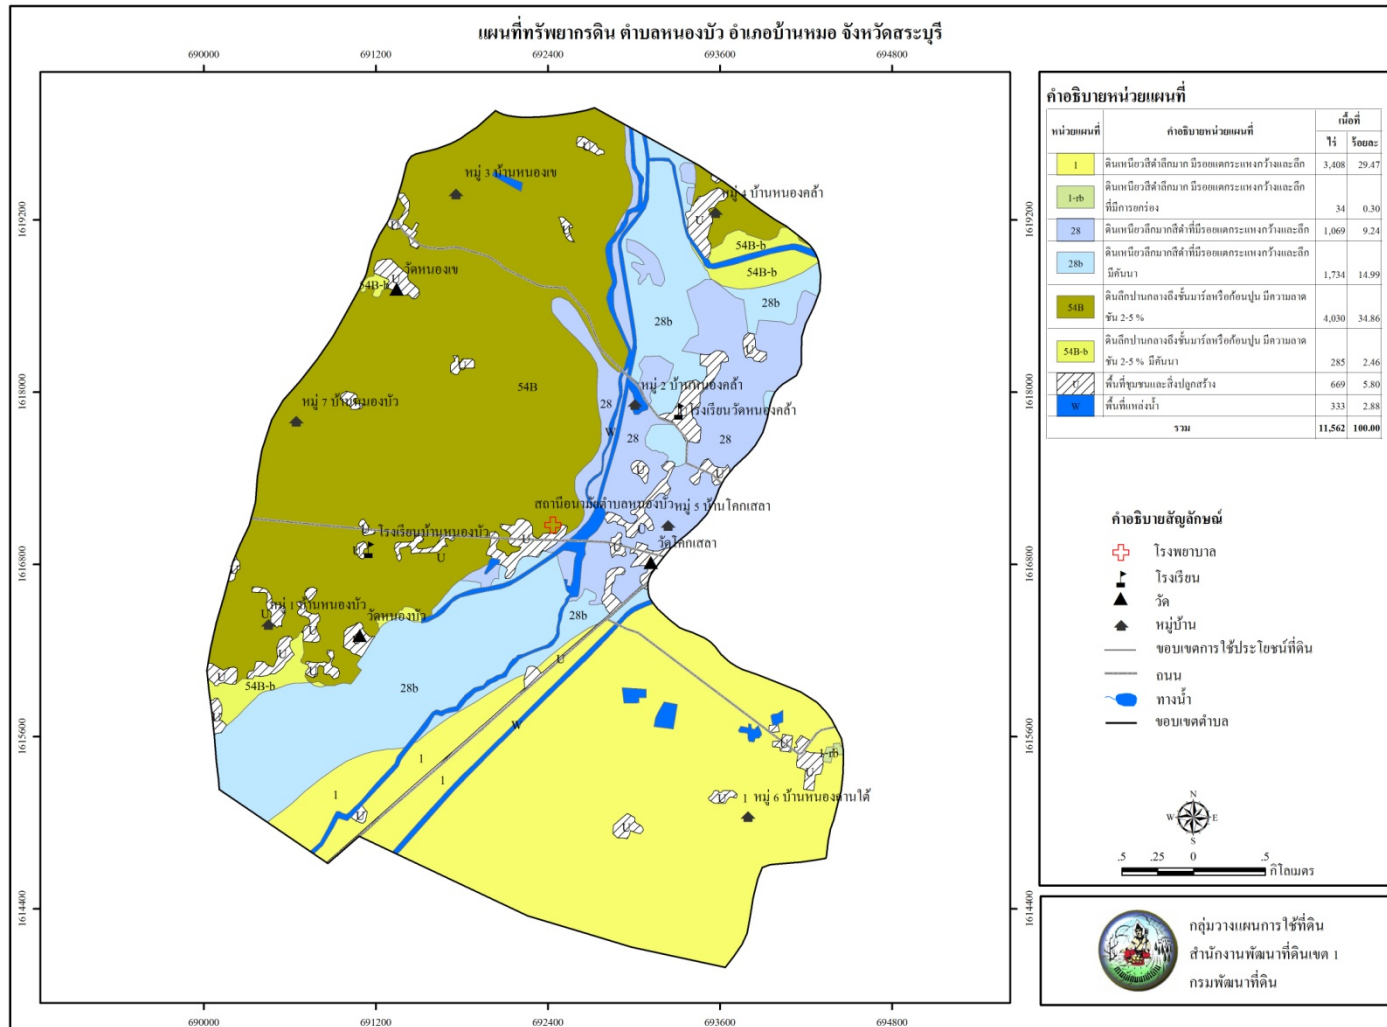 แผนที่ทรัพยากรดิน ตำบลหนองบัว อำเภอบ้านหมอ จังหวัดสระบุรี
690000 691200 692400 693600 694800
1619200 1619200
1618000 1618000
1616800 1616800
1615600 1615600
1614400 1614400
690000 691200 692400 693600 694800
U
หมู่ 3 บ้านหนองเข
หมู่ 4 บ้านหนองคล้า
U
U
U
54B-b
วัดหนองเข
U
54B-b
54B-b
28b
28b
U
U
54B
หมู่ 2 บ้านหนองคล้า
28
โรงเรียนวัดหนองคล้า
U
หมู่ 7 บ้านหนองบัว
W
28
28
U
U
สถานีอนามัยตำบลหนองบัว
หมู่ 5 บ้านโคกเสลา
U
โรงเรียนบ้านหนองบัว
U
U
วัดโคกเสลา
U
U
U
U
U
หมู่ 1 บ้านหนองบัว
U
วัดหนองบัว
28b
U
U
U
U
U
U
54B-b
28b
U
W
1
1
1
U
U
1-rb
U
U
1
หมู่ 6 บ้านหนองจานใต้
U
คำอธิบายหน่วยแผนที่
หน่วยแผนที่ คำอธิบายหน่วยแผนที่ เนื้อที่
ไร่ ร้อยละ
1 ดินเหนียวสีดำลึกมาก มีรอยแตกระแหงกว้างและลึก 3,408 29.47
1-rb ดินเหนียวสีดำลึกมาก มีรอยแตกระแหงกว้างและลึก
ที่มีการยกร่อง 34 0.30
28 ดินเหนียวลึกมากสีดำที่มีรอยแตกระแหงกว้างและลึก 1,069 9.24
28b ดินเหนียวลึกมากสีดำที่มีรอยแตกระแหงกว้างและลึก
มีคันนา 1,734 14.99
54B ดินลึกปานกลางถึงชั้นมาร์ลหรือก้อนปูน มีความลาด
ชัน 2-5 % 4,030 34.86
54B-b ดินลึกปานกลางถึงชั้นมาร์ลหรือก้อนปูน มีความลาด
ชัน 2-5 % มีคันนา 285 2.46
U พื้นที่ชุมชนและสิ่งปลูกสร้าง 669 5.80
W พื้นที่แหล่งน้ำ 333 2.88
รวม 11,562 100.00
คำอธิบายสัญลักษณ์
โรงพยาบาล
โรงเรียน
วัด
หมู่บ้าน
ขอบเขตการใช้ประโยชน์ที่ดิน
ถนน
ทางน้ำ
ขอบเขตตำบล
N
W E
S
.5 .25 0 .5
กิโลเมตร
กลุ่มวางแผนการใช้ที่ดิน
สำนักงานพัฒนาที่ดินเขต 1
กรมพัฒนาที่ดิน